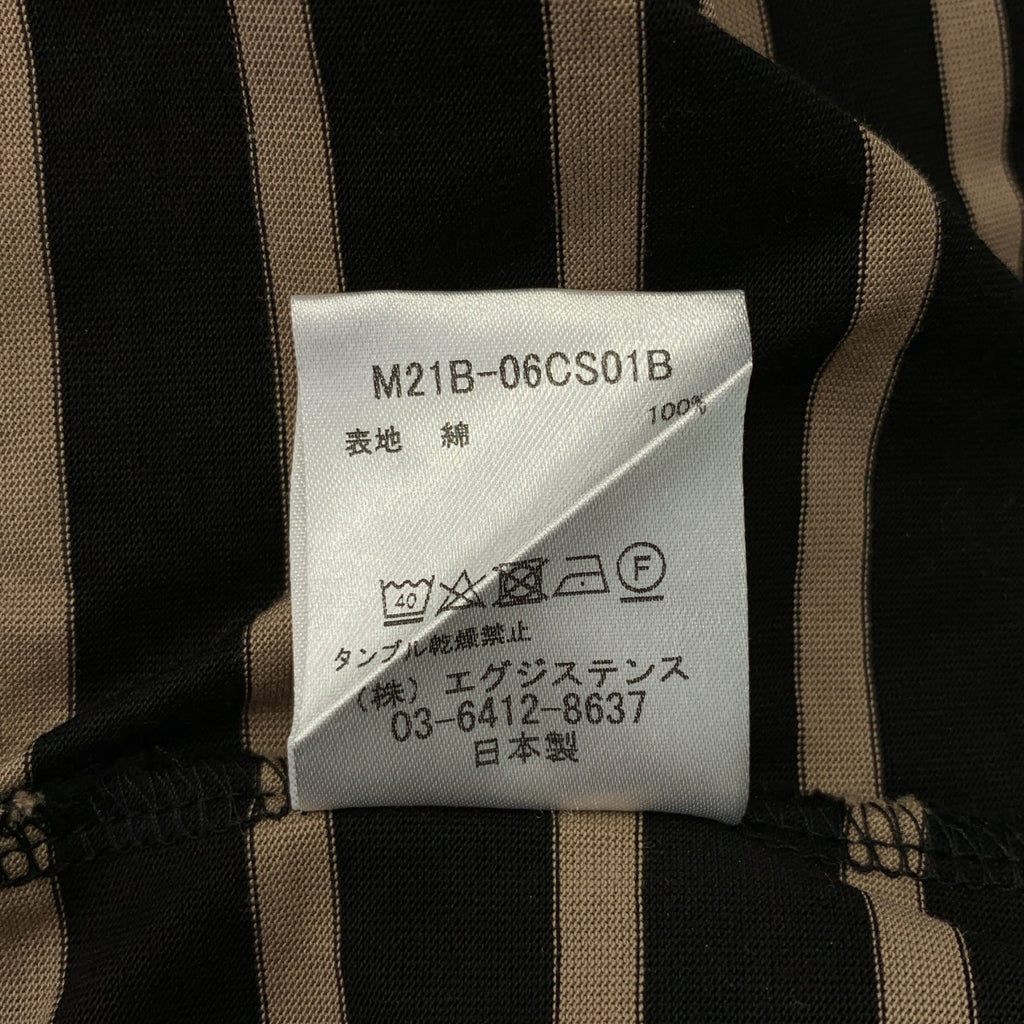 M21B-06CS01B
表地 綿 100%
40 F
タンブル乾燥禁止
(株) エグジステンス
03-6412-8637
日本製